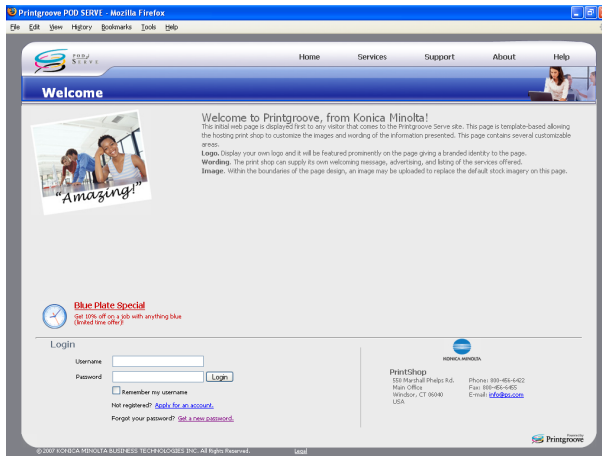 Printgroove POD SERVE - Mozilla Firefox
File Edit View History Bookmarks Tools Help
POD
SERVE
Home Services Support About Help
Welcome
Welcome to Printgroove, from Konica Minolta!
This initial web page is displayed first to any visitor that comes to the Printgroove Serve site. This page is template-based allowing
the hosting print shop to customize the images and wording of the information presented. This page contains several customizable
areas.
Logo. Display your own logo and it will be featured prominently on the page giving a branded identity to the page.
Wording. The print shop can supply its own welcoming message, advertising, and listing of the services offered.
Image. Within the boundaries of the page design, an image may be uploaded to replace the default stock imagery on this page.
"Amazing!"
Blue Plate Special
Get 10% off on a job with anything blue
(limited time offer)!
Login
Username
Password Login
Remember my username
Not registered? Apply for an account.
Forgot your password? Get a new password.
KONICA MINOLTA
PrintShop
550 Marshall Phelps Rd. Phone: 800-456-6422
Main Office Fax: 800-456-6455
Windsor, CT 06040 E-mail: info@ps.com
USA
Powered by
Printgroove
© 2007 KONICA MINOLTA BUSINESS TECHNOLOGIES INC. All Rights Reserved. Legal